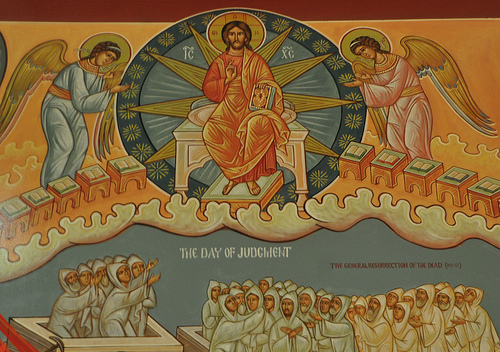 IC XC
THE DAY OF JUDGMENT
THE GENERAL RESURRECTION OF THE DEAD